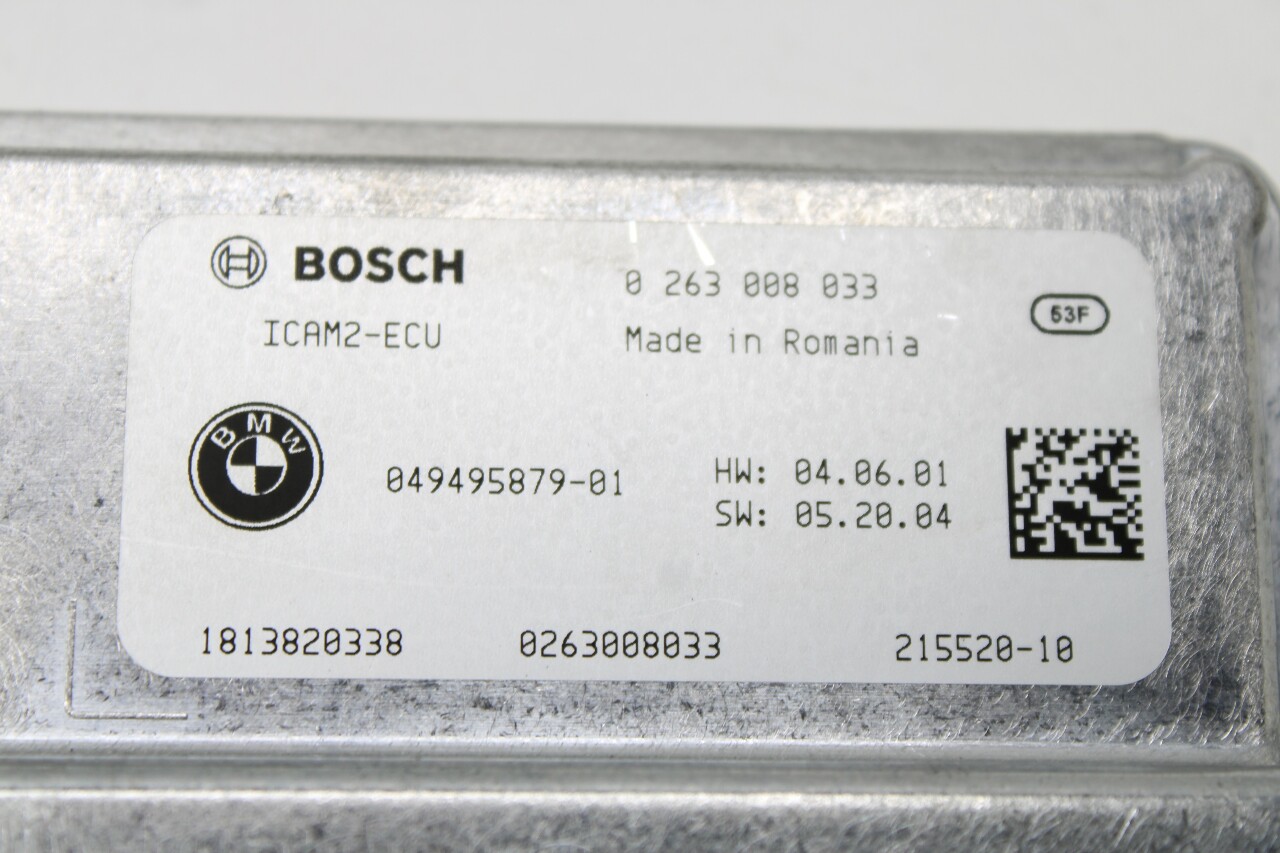 BOSCH
0 263 008 033
53F
ICAM2-ECU
Made in Romania
BMW
049495879-01
HW: 04.06.01
SW: 05.20.04
1813820338
0263008033
215520-10